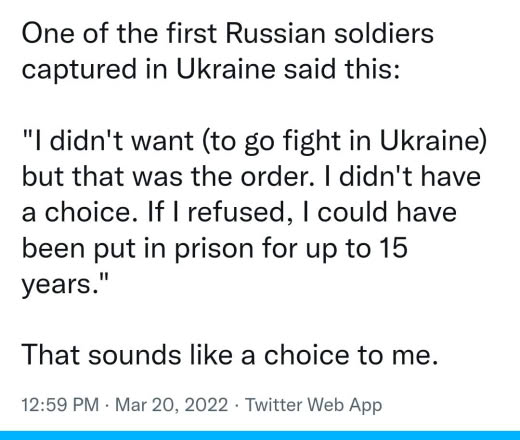 One of the first Russian soldiers
captured in Ukraine said this:
"I didn't want (to go fight in Ukraine)
but that was the order. I didn't have
a choice. If I refused, I could have
been put in prison for up to 15
years."
That sounds like a choice to me.
12:59 PM · Mar 20, 2022 · Twitter Web App